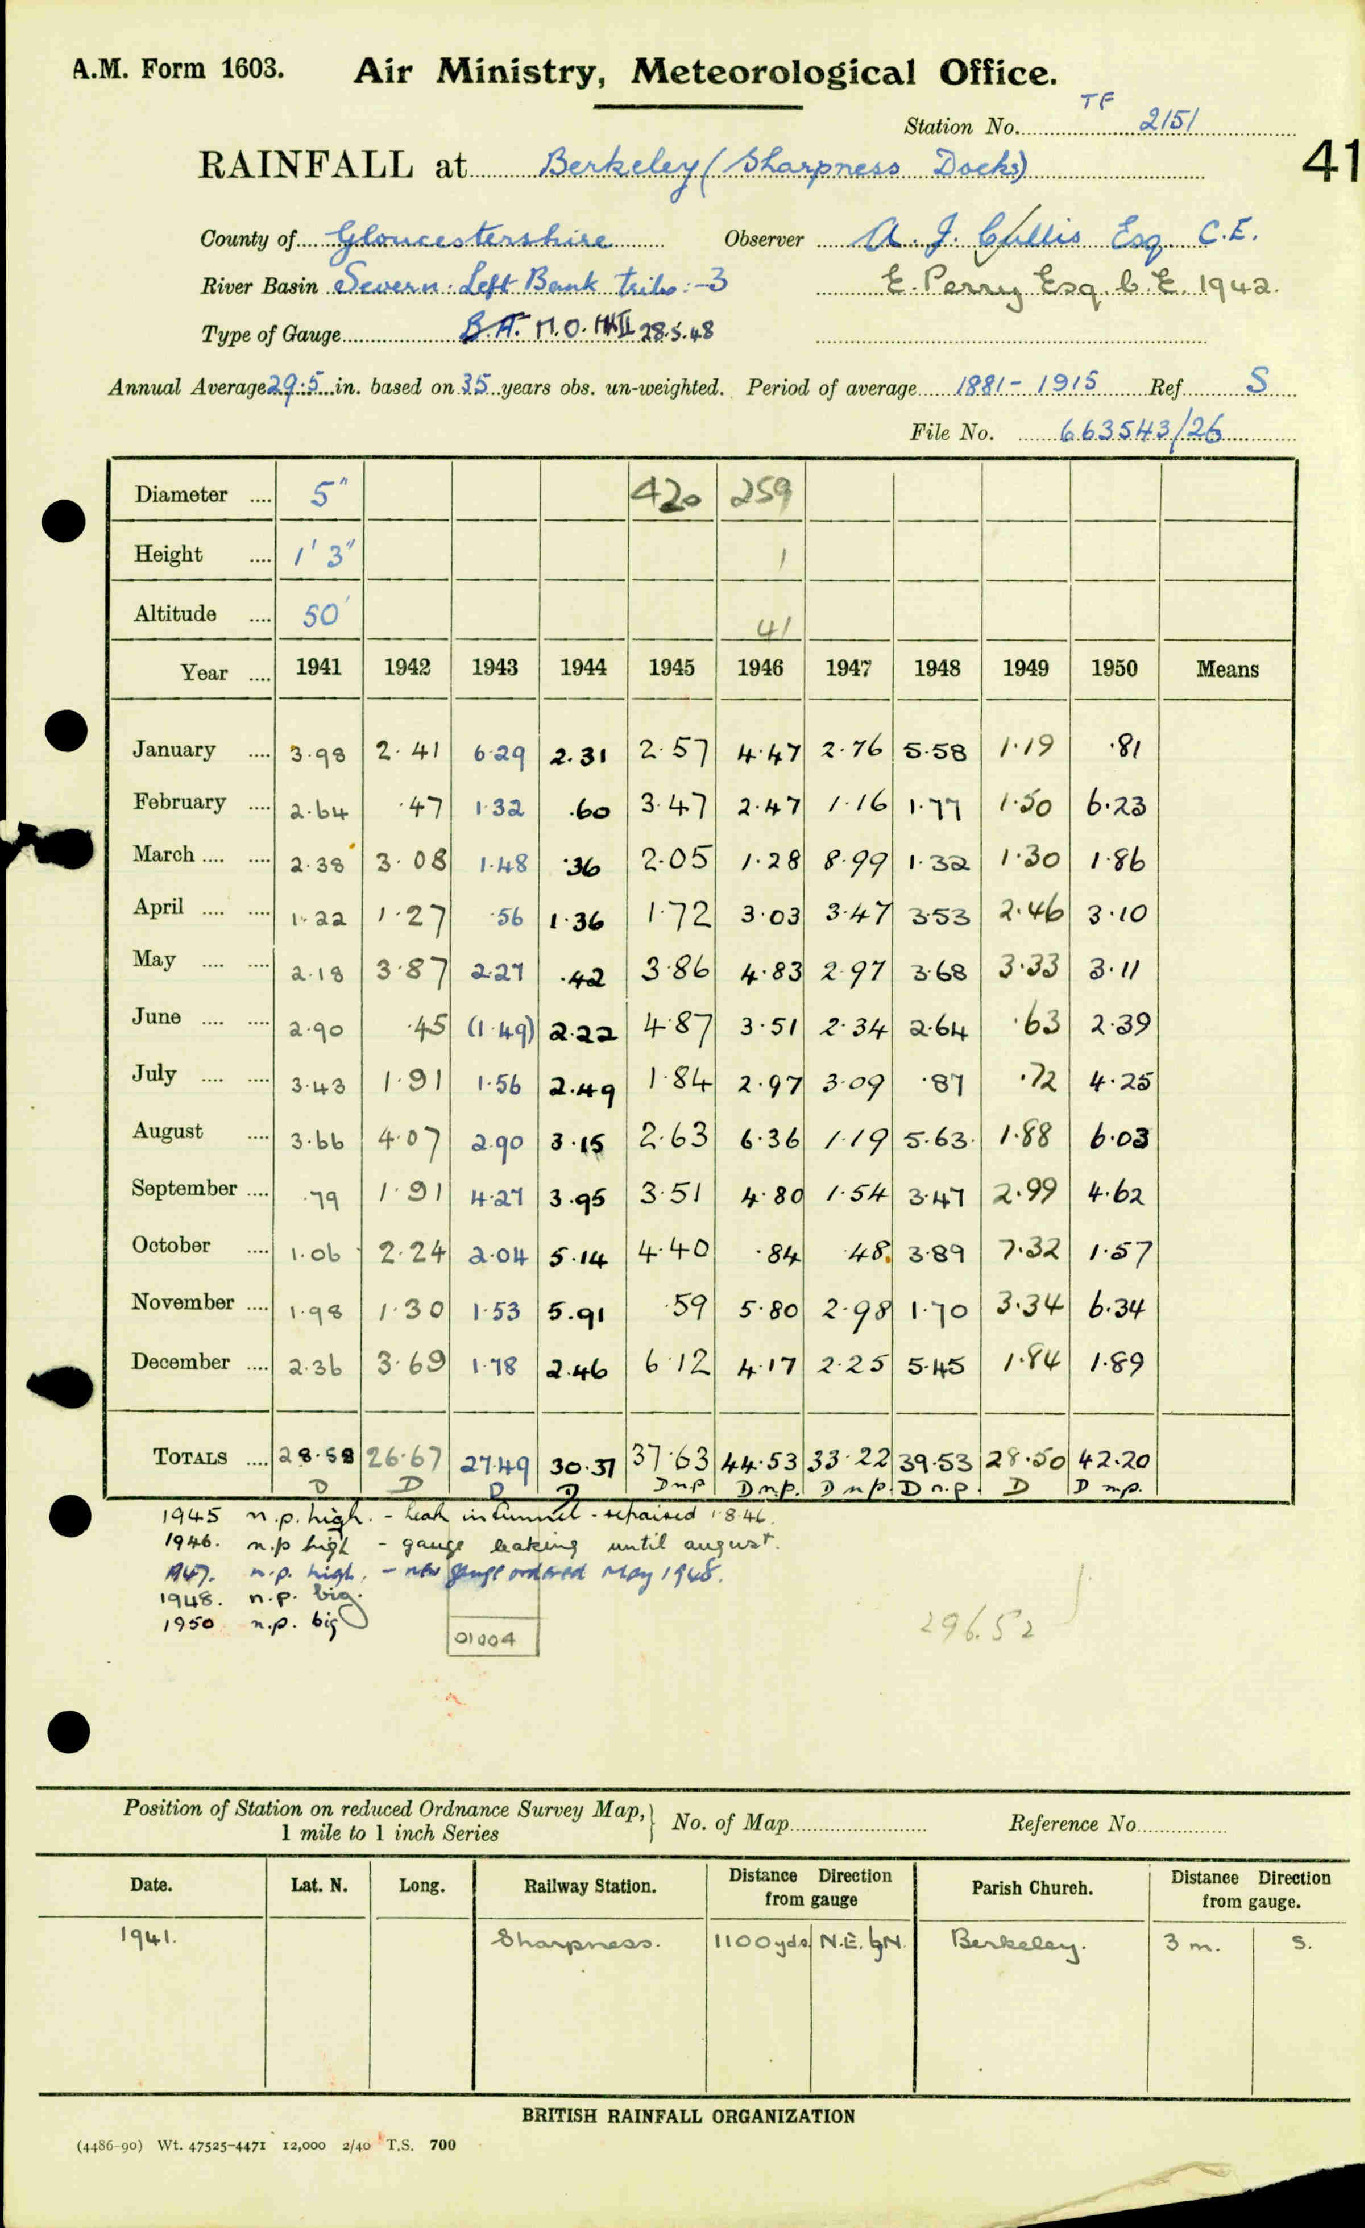 A.M. Form 1603. Air Ministry, Meteorological Office.
TF
Station No. 2151
41
RAINFALL at Berkeley (Sharpness Docks)
County of Gloucestershire Observer A. J. Cullis Esq C.E.
River Basin Severn: Left Bank tribs:-3 E. Perry Esq. C.E. 1942.
Type of Gauge B.A. M.O. MkII 28.5.48
Annual Average 29.5 in. based on 35 years obs. un-weighted. Period of average 1881-1915 Ref S
File No. 663543/26
Diameter .... 5" 420 259
Height .... 1' 3" 1
Altitude .... 50' 41
Year .... 1941 1942 1943 1944 1945 1946 1947 1948 1949 1950 Means
January .... 3.98 2.41 6.29 2.31 2.57 4.47 2.76 5.58 1.19 .81
February .... 2.64 .47 1.32 .60 3.47 2.47 1.16 1.77 1.50 6.23
March .... .... 2.38 3.08 1.48 .36 2.05 1.28 8.99 1.32 1.30 1.86
April .... .... 1.22 1.27 .56 1.36 1.72 3.03 3.47 3.53 2.46 3.10
May .... .... 2.18 3.87 2.27 .42 3.86 4.83 2.97 3.68 3.33 3.11
June .... .... 2.90 .45 (1.49) 2.22 4.87 3.51 2.34 2.64 .63 2.39
July .... .... 3.43 1.91 1.56 2.49 1.84 2.97 3.09 .87 .72 4.25
August .... 3.66 4.07 2.90 3.15 2.63 6.36 1.19 5.63 1.88 6.03
September .... .79 1.91 4.27 3.95 3.51 4.80 1.54 3.47 2.99 4.62
October .... 1.06 2.24 2.04 5.14 4.40 .84 .48 3.89 7.32 1.57
November .... 1.98 1.30 1.53 5.91 .59 5.80 2.98 1.70 3.34 6.34
December .... 2.36 3.69 1.78 2.46 6.12 4.17 2.25 5.45 1.84 1.89
TOTALS .... 28.58 26.67 27.49 30.37 37.63 44.53 33.22 39.53 28.50 42.20
D D D D D n.p D n.p. D n.p. D n.p. D D n.p.
1945 n.p. high. - leak in funnel - repaired 1.8.46.
1946. n.p high - gauge leaking until august.
1947. n.p. high. - new gauge ordered May 1948.
1948. n.p. big.
1950 n.p. big
01004
296.52
Position of Station on reduced Ordnance Survey Map, 1 mile to 1 inch Series } No. of Map Reference No.
Date. Lat. N. Long. Railway Station. Distance Direction from gauge Parish Church. Distance Direction from gauge.
1941. Sharpness. 1100yds. N.E. by N. Berkeley. 3 m. S.
BRITISH RAINFALL ORGANIZATION
(4486-90) Wt. 47525-4471 12,000 2/40 T.S. 700